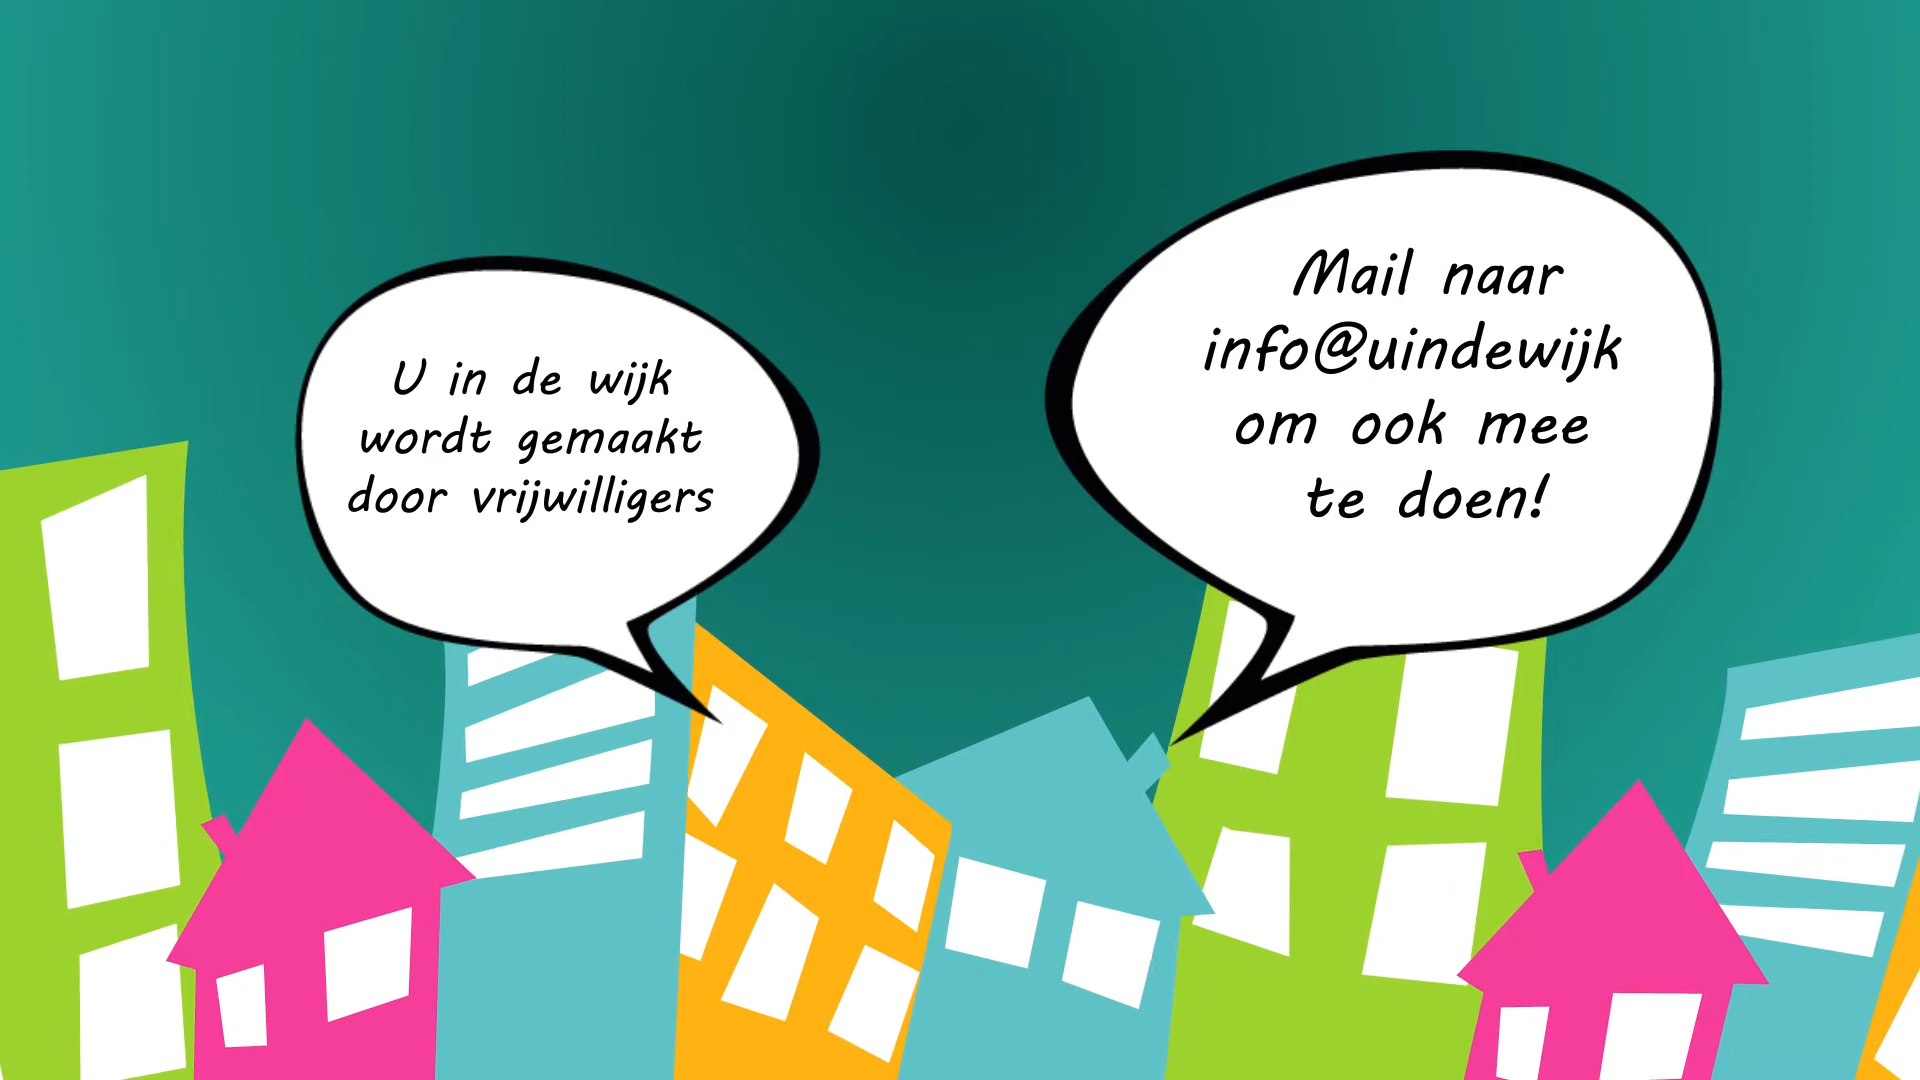 U in de wijk
wordt gemaakt
door vrijwilligers
Mail naar
info@uindewijk
om ook mee
te doen!